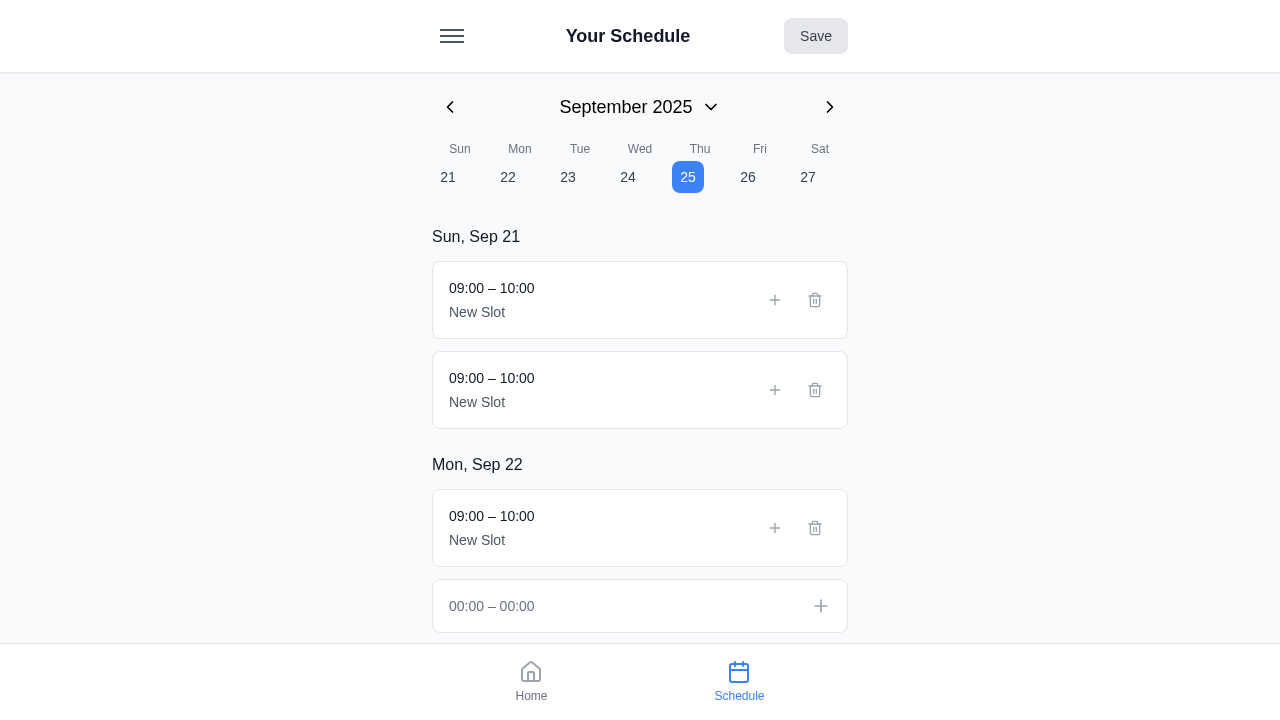 Your Schedule
Save
September 2025
Sun Mon Tue Wed Thu Fri Sat
21 22 23 24 25 26 27
Sun, Sep 21
09:00 – 10:00
New Slot
09:00 – 10:00
New Slot
Mon, Sep 22
09:00 – 10:00
New Slot
00:00 – 00:00
Home
Schedule